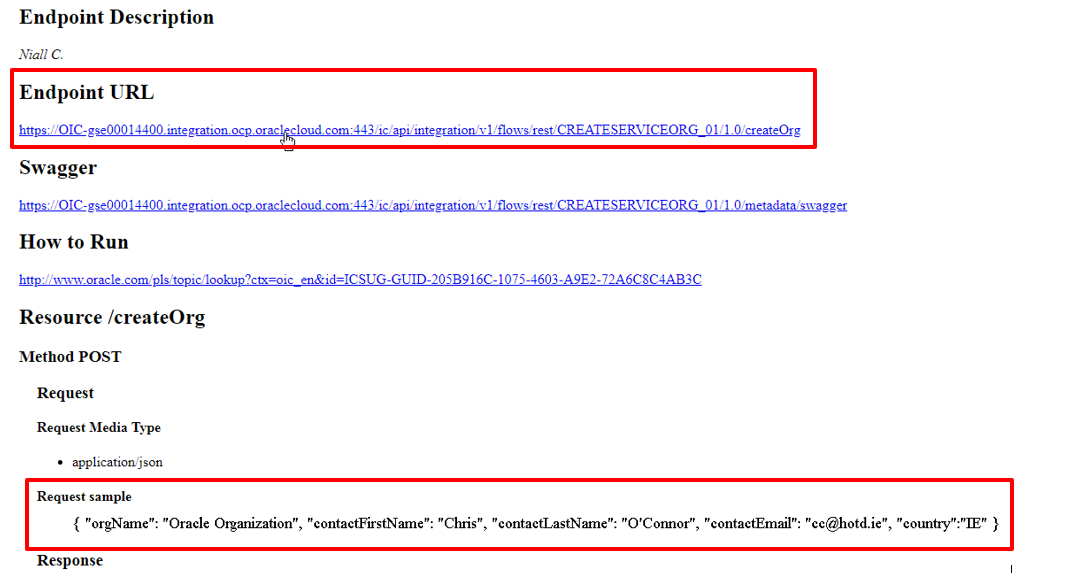 Endpoint Description
Niall C.
Endpoint URL
https://OIC-gse00014400.integration.ocp.oraclecloud.com:443/ic/api/integration/v1/flows/rest/CREATESERVICEORG_01/1.0/createOrg
Swagger
https://OIC-gse00014400.integration.ocp.oraclecloud.com:443/ic/api/integration/v1/flows/rest/CREATESERVICEORG_01/1.0/metadata/swagger
How to Run
http://www.oracle.com/pls/topic/lookup?ctx=oic_en&id=ICSUG-GUID-205B916C-1075-4603-A9E2-72A6C8C4AB3C
Resource /createOrg
Method POST
Request
Request Media Type
• application/json
Request sample
{ "orgName": "Oracle Organization", "contactFirstName": "Chris", "contactLastName": "O'Connor", "contactEmail": "cc@hotd.ie", "country":"IE" }
Response